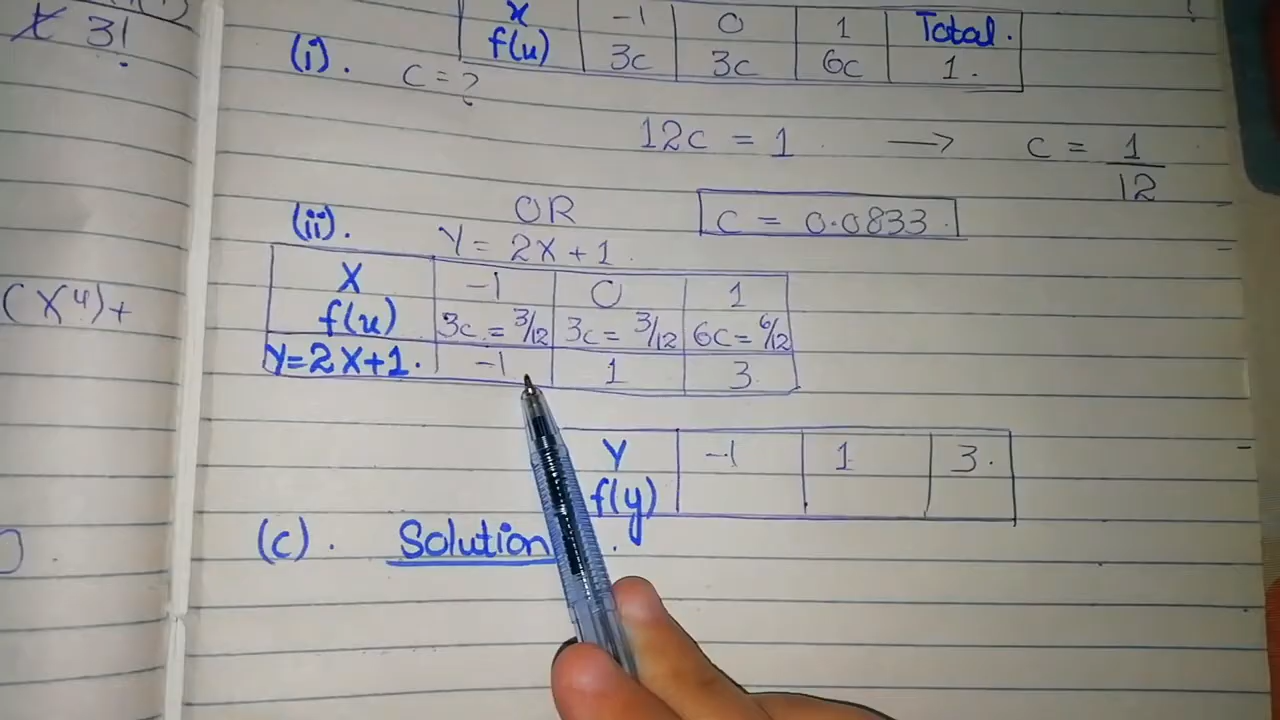 t 3!
x -1 0 1 Total.
f(x) 3c 3c 6c 1.
(i). c = ?
12c = 1 → c = 1/12
OR c = 0.0833.
(ii). Y = 2X + 1.
X -1 0 1
f(x) 3c = 3/12 3c = 3/12 6c = 6/12
Y=2X+1. -1 1 3.
(X⁴)+
Y -1 1 3.
f(y)
(c). Solution.